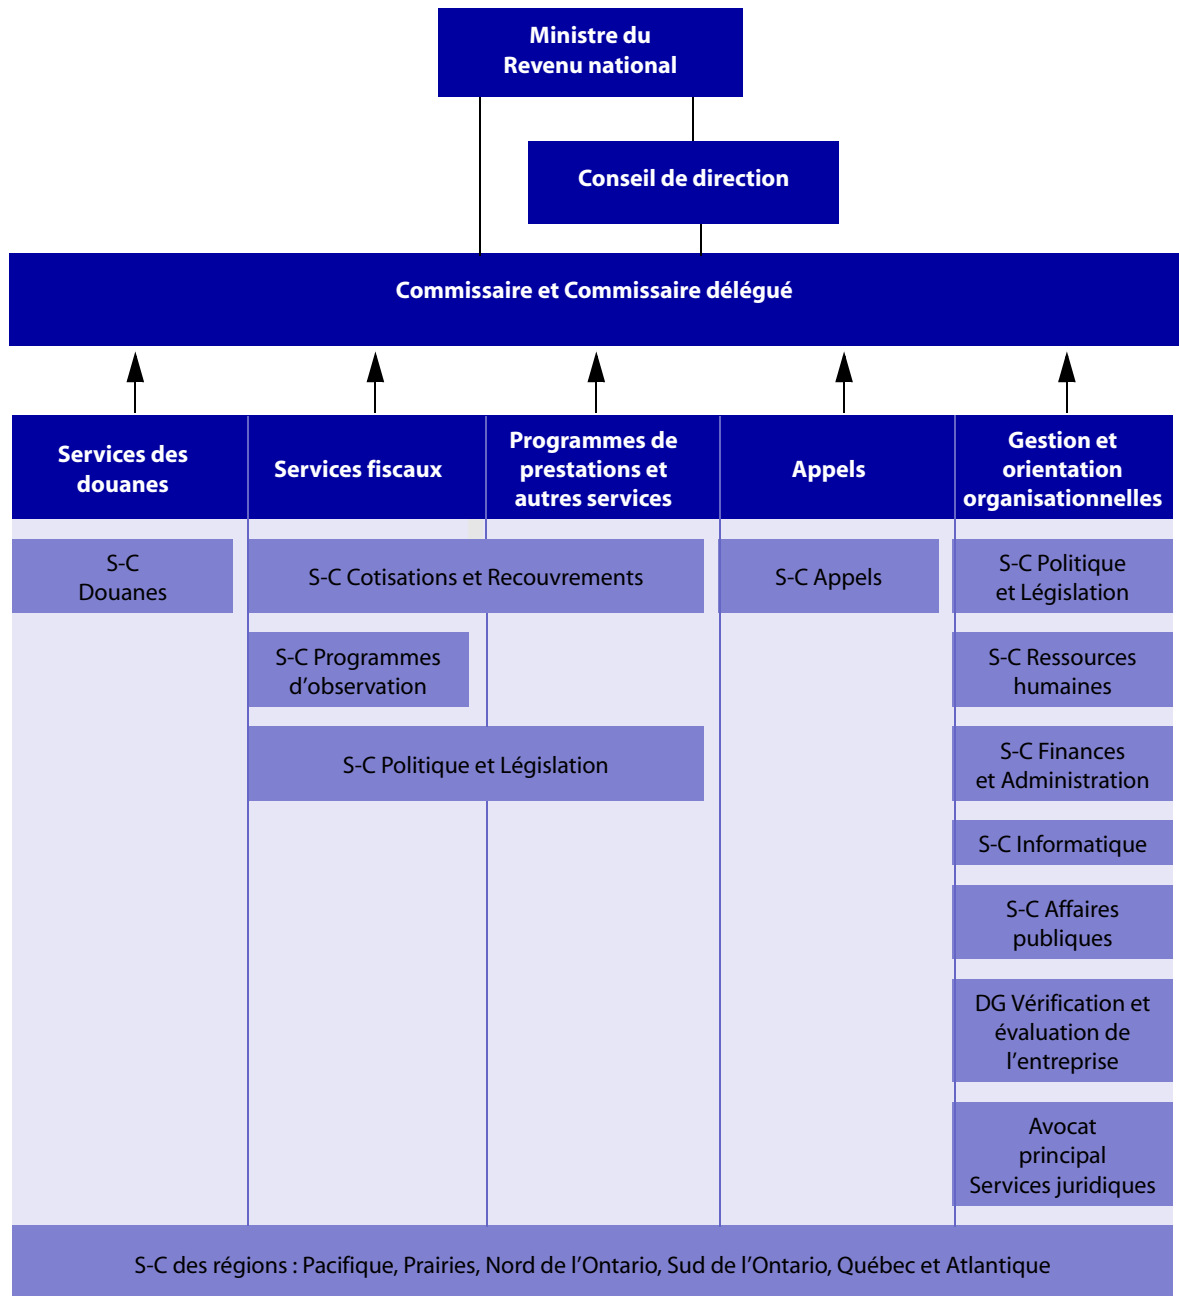 Ministre du
Revenu national
Conseil de direction
Commissaire et Commissaire délégué
Services des
douanes
Services fiscaux
Programmes de
prestations et
autres services
Appels
Gestion et
orientation
organisationnelles
S-C
Douanes
S-C Cotisations et Recouvrements
S-C Appels
S-C Politique
et Législation
S-C Programmes
d’observation
S-C Ressources
humaines
S-C Politique et Législation
S-C Finances
et Administration
S-C Informatique
S-C Affaires
publiques
DG Vérification et
évaluation de
l’entreprise
Avocat
principal
Services juridiques
S-C des régions : Pacifique, Prairies, Nord de l’Ontario, Sud de l’Ontario, Québec et Atlantique